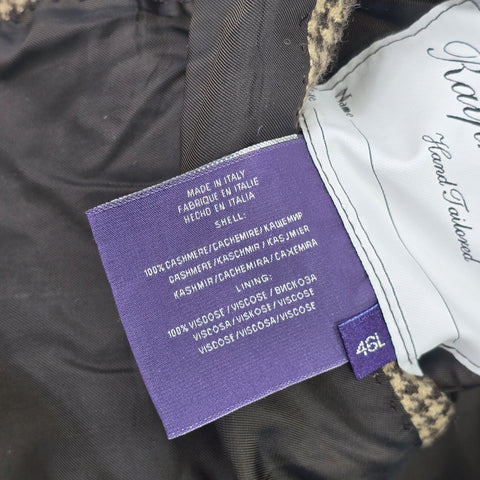 MADE IN ITALY
FABRIQUE EN ITALIE
HECHO EN ITALIA
SHELL:
100% CASHMERE/CACHEMIRE/КАШЕМИР
CASHMERE/KASCHMIR/KASJMIER
KASHMIR/CACHEMIRA/CAXEMIRA
LINING:
100% VISCOSE/VISCOSE/ВИСКОЗА
VISCOSA/VISKOSE/VISCOSE
VISCOSE/VISCOSA/VISCOSE
46L
Name
Hand Tailored